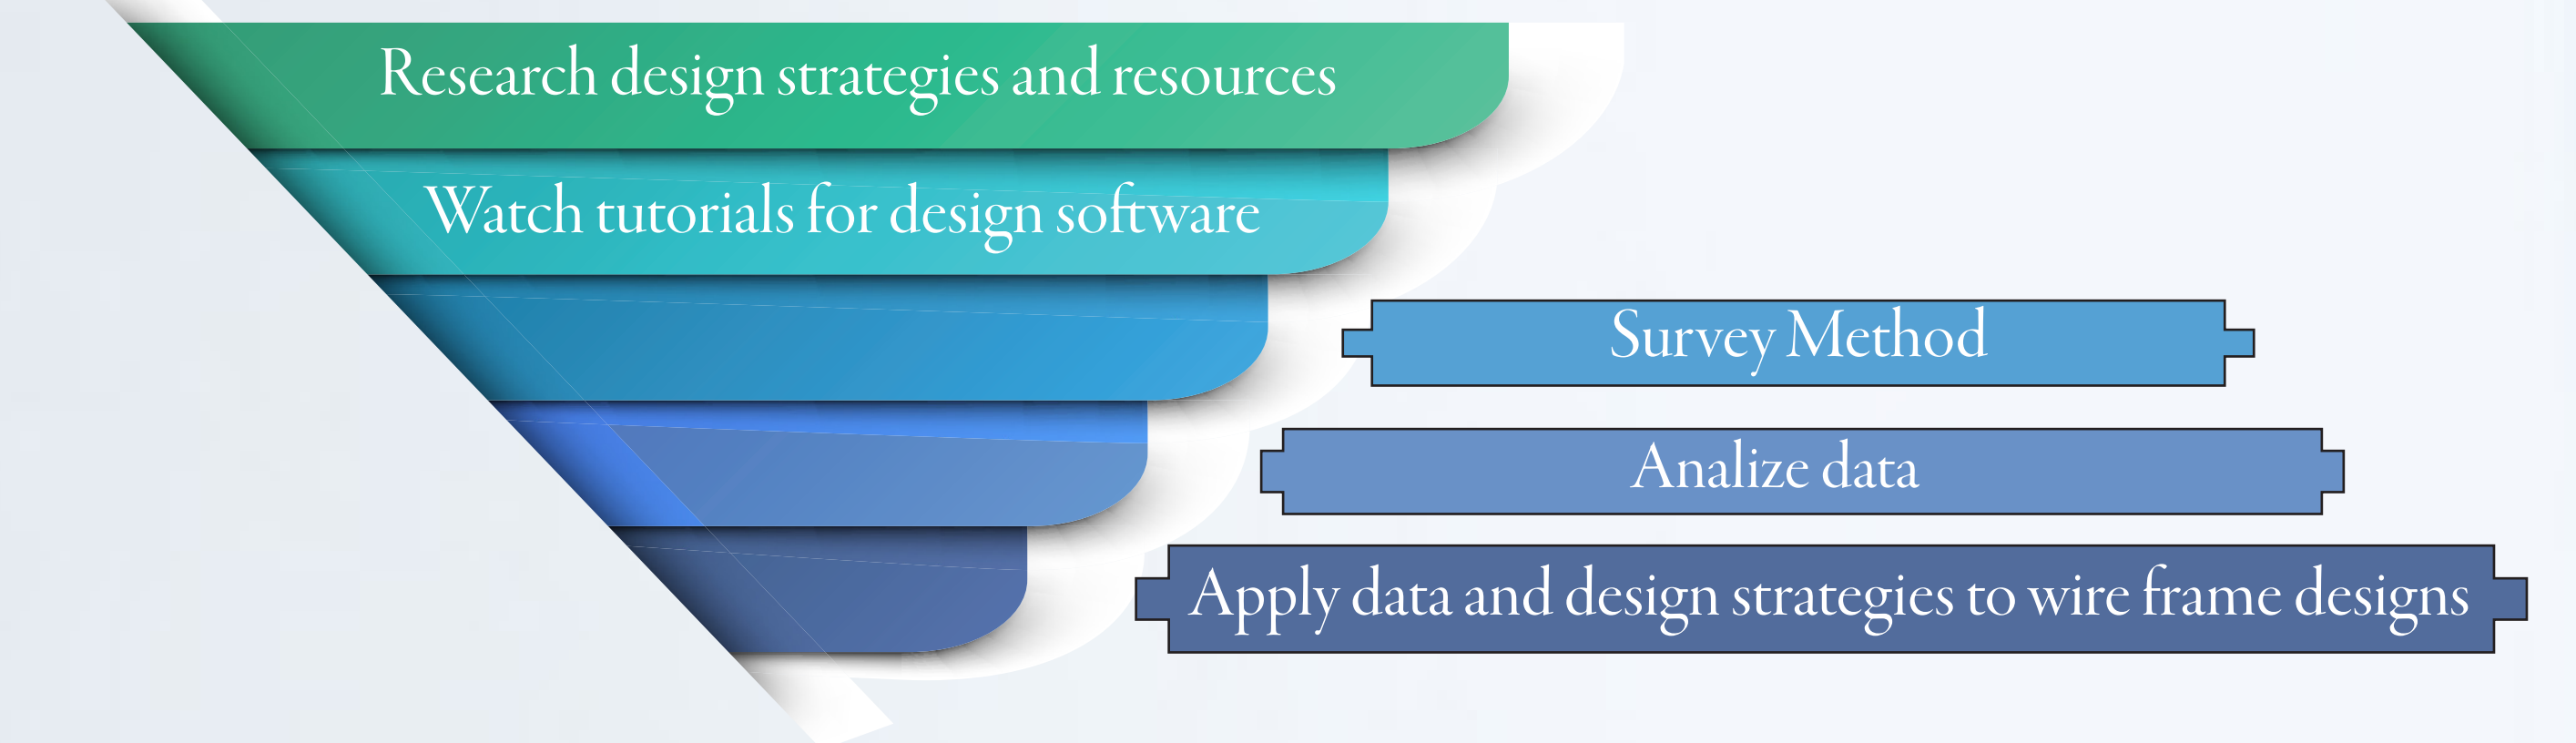 Research design strategies and resources
Watch tutorials for design software
Survey Method
Analize data
Apply data and design strategies to wire frame designs